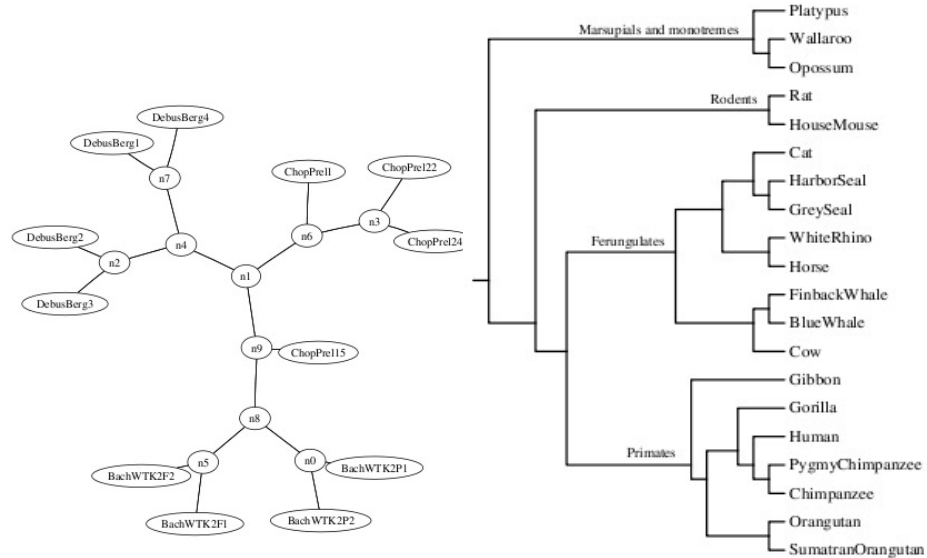 DebusBerg4
DebusBerg1
n7
ChopPrel1
ChopPrel22
n3
n6
ChopPrel24
DebusBerg2
n4
n2
n1
DebusBerg3
n9
ChopPrel15
n8
n5
n0
BachWTK2F2
BachWTK2P1
BachWTK2F1
BachWTK2P2
Platypus
Marsupials and monotremes
Wallaroo
Opossum
Rat
Rodents
HouseMouse
Cat
HarborSeal
GreySeal
WhiteRhino
Ferungulates
Horse
FinbackWhale
BlueWhale
Cow
Gibbon
Gorilla
Human
Primates
PygmyChimpanzee
Chimpanzee
Orangutan
SumatranOrangutan